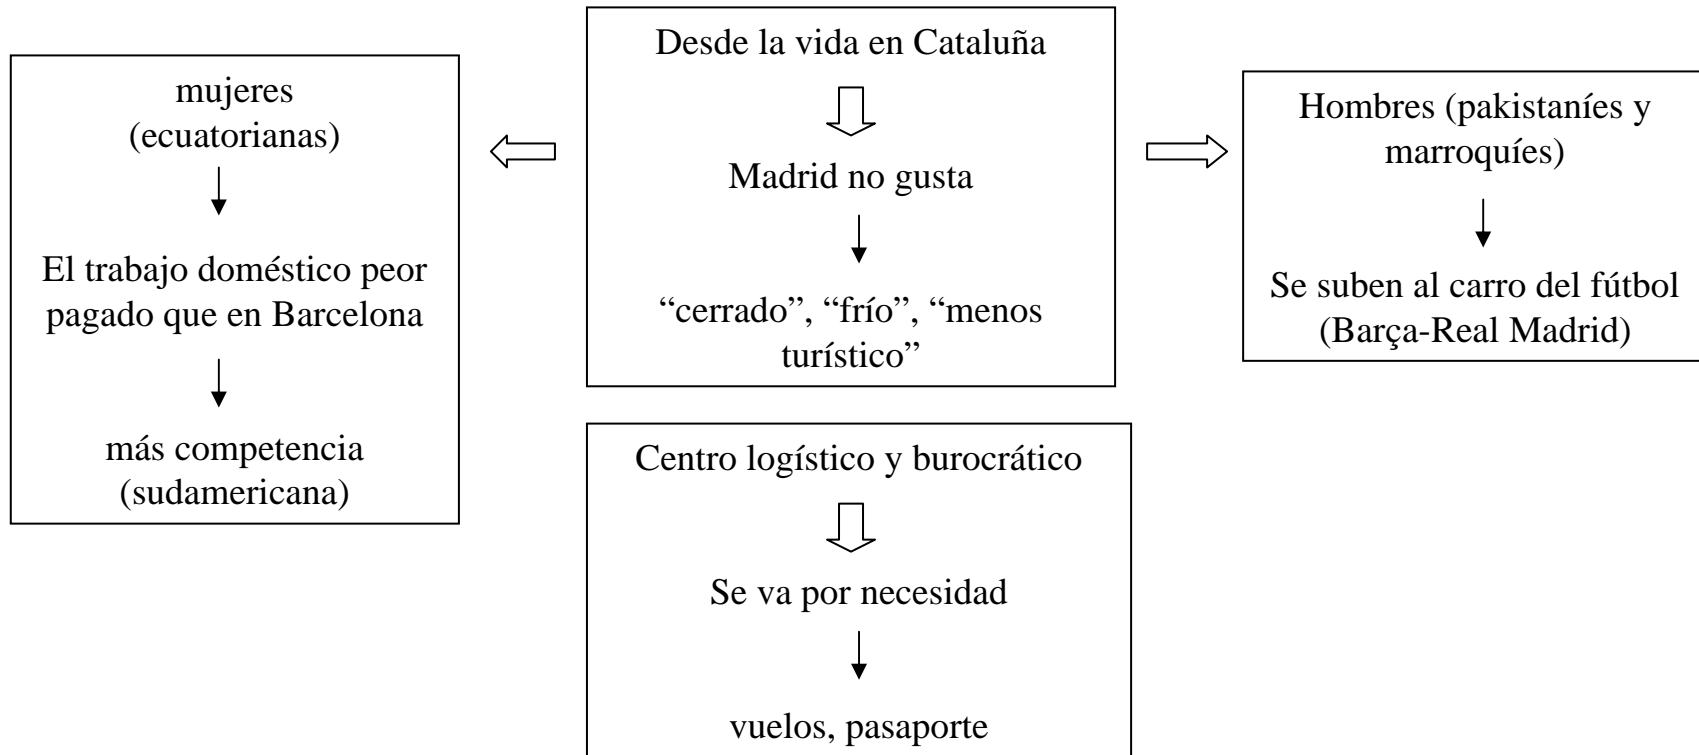 mujeres
(ecuatorianas)
El trabajo doméstico peor
pagado que en Barcelona
más competencia
(sudamericana)
Desde la vida en Cataluña
Madrid no gusta
“cerrado”, “frío”, “menos
turístico”
Hombres (pakistaníes y
marroquíes)
Se suben al carro del fútbol
(Barça-Real Madrid)
Centro logístico y burocrático
Se va por necesidad
vuelos, pasaporte